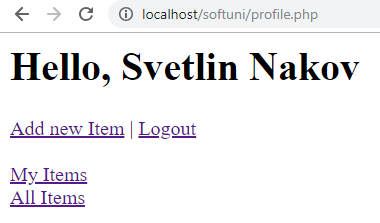 localhost/softuni/profile.php
Hello, Svetlin Nakov
Add new Item | Logout
My Items
All Items